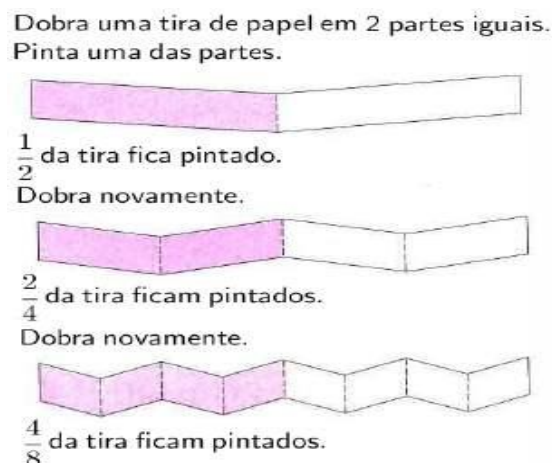 Dobra uma tira de papel em 2 partes iguais.
Pinta uma das partes.
1/2 da tira fica pintado.
Dobra novamente.
2/4 da tira ficam pintados.
Dobra novamente.
4/8 da tira ficam pintados.